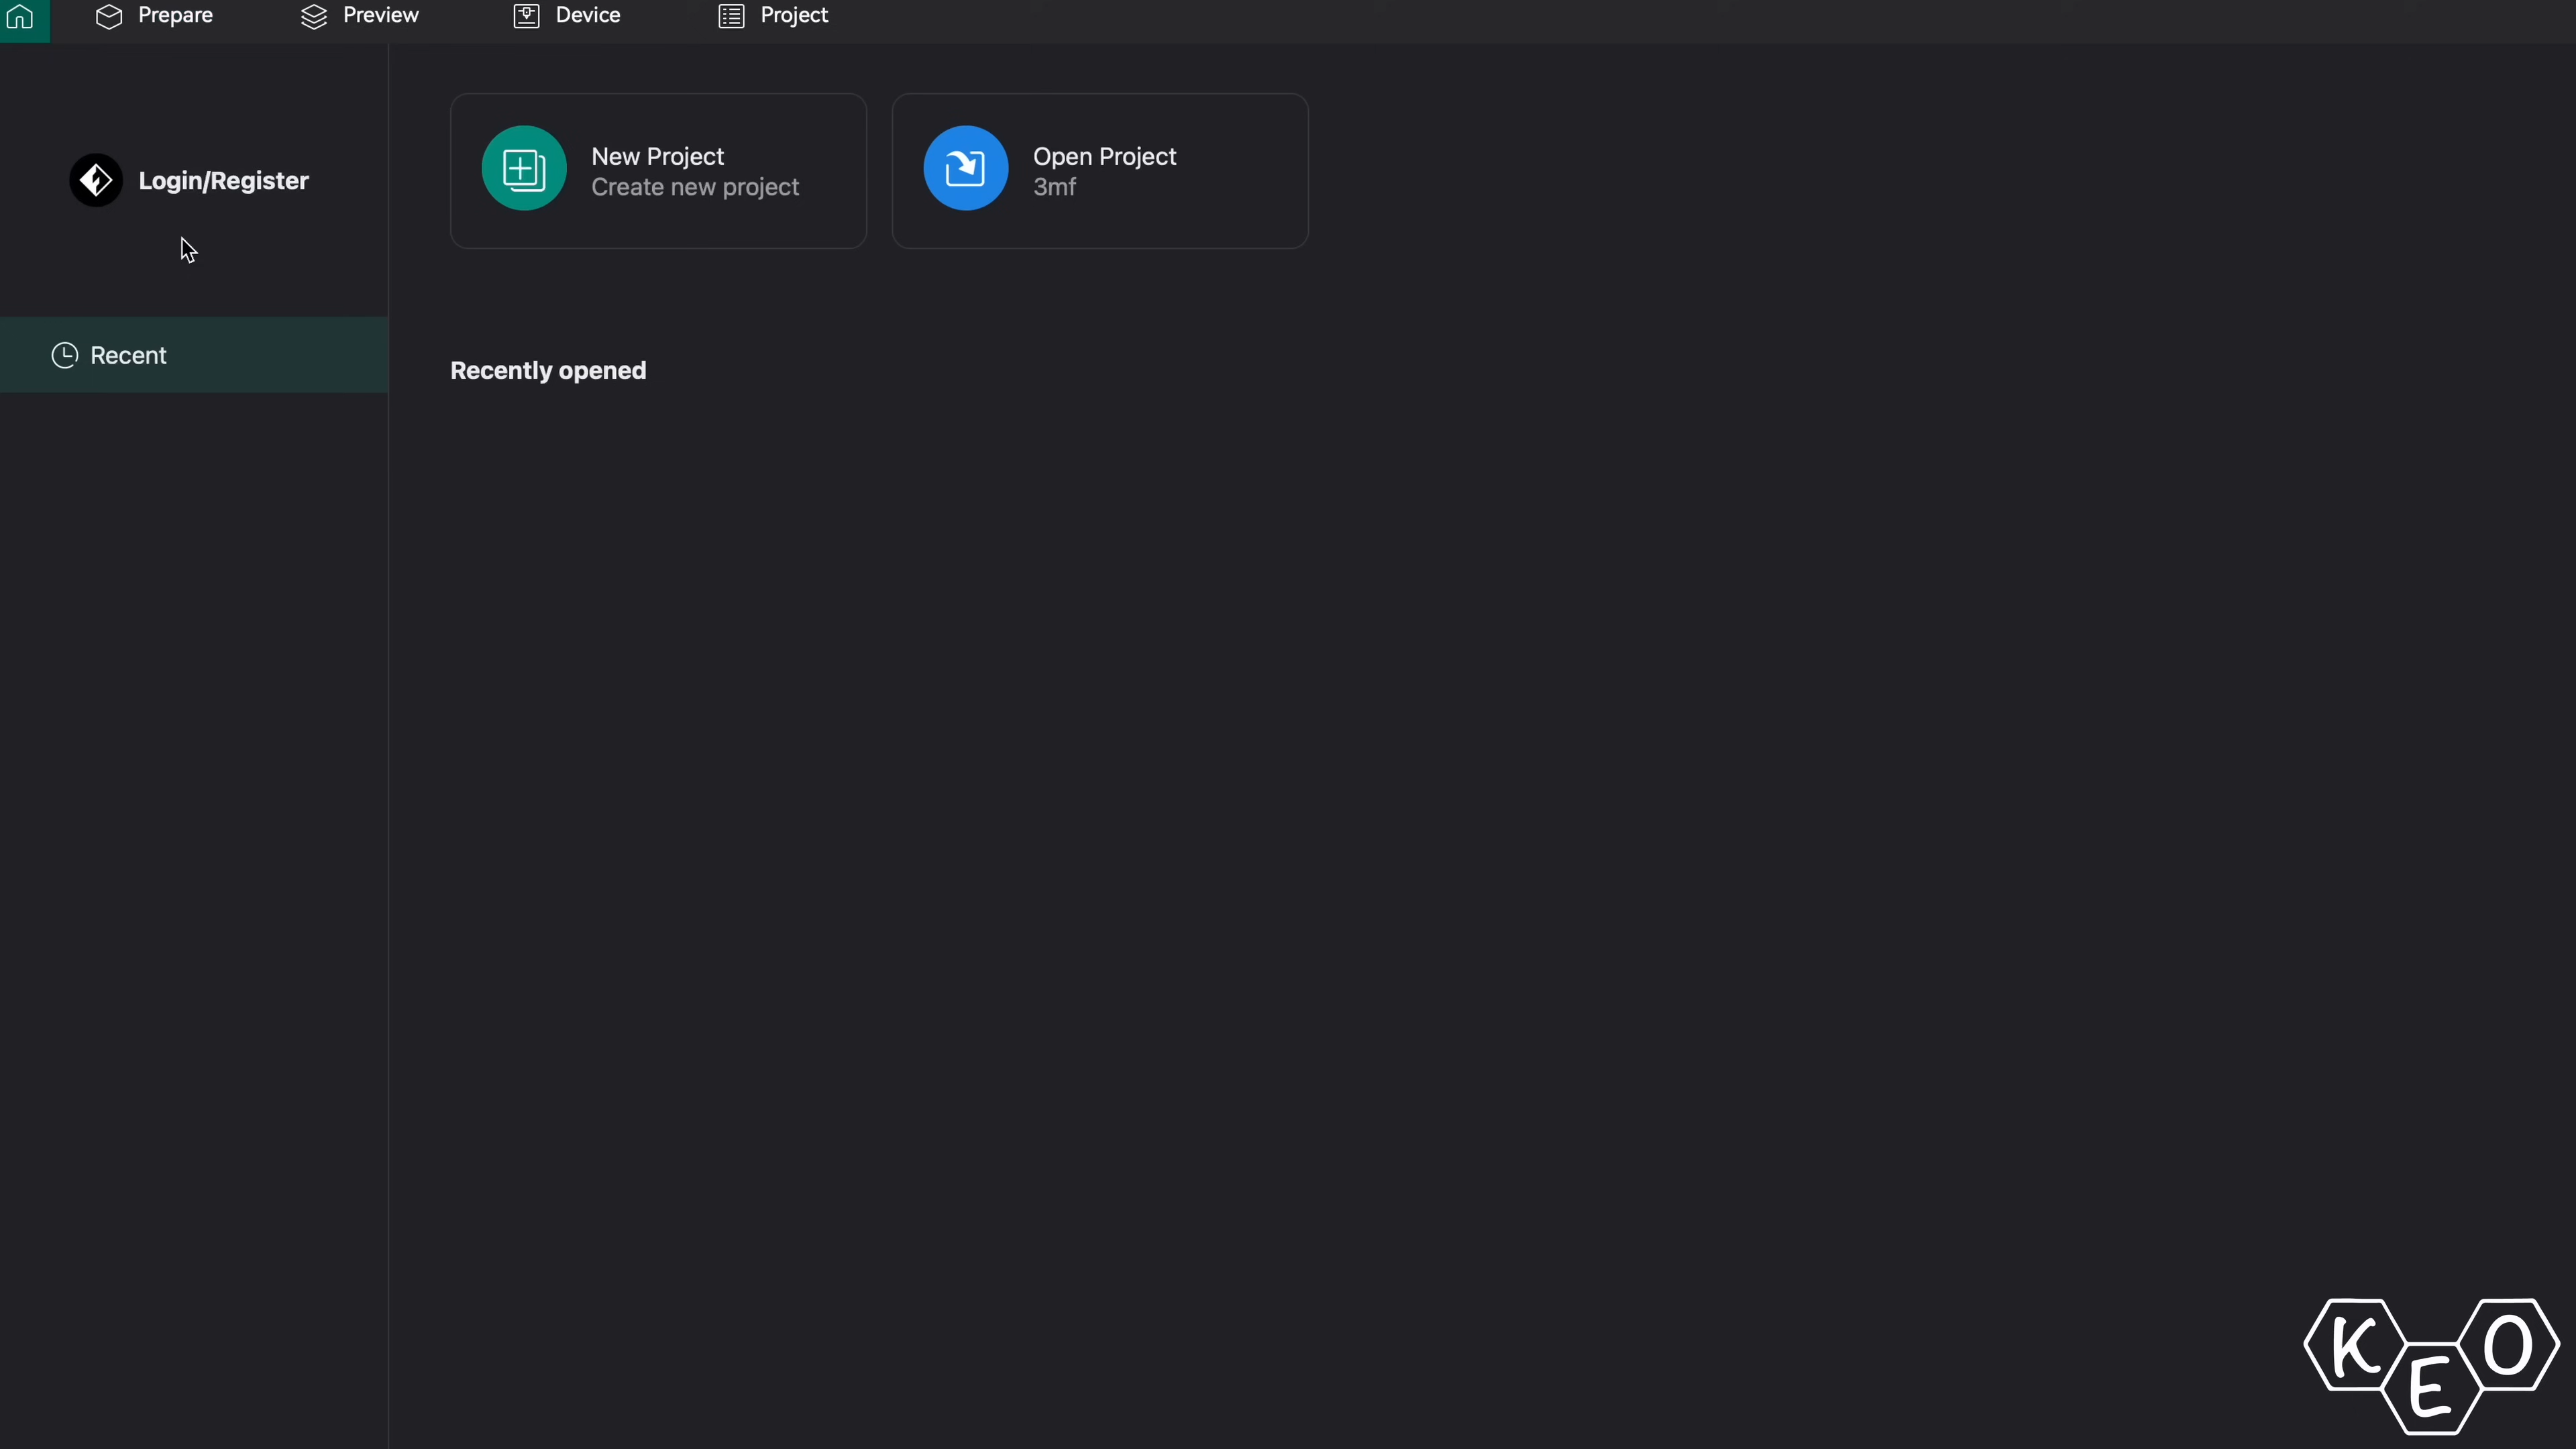 Prepare
Preview
Device
Project
Login/Register
New Project
Create new project
Open Project
3mf
Recent
Recently opened
K E O